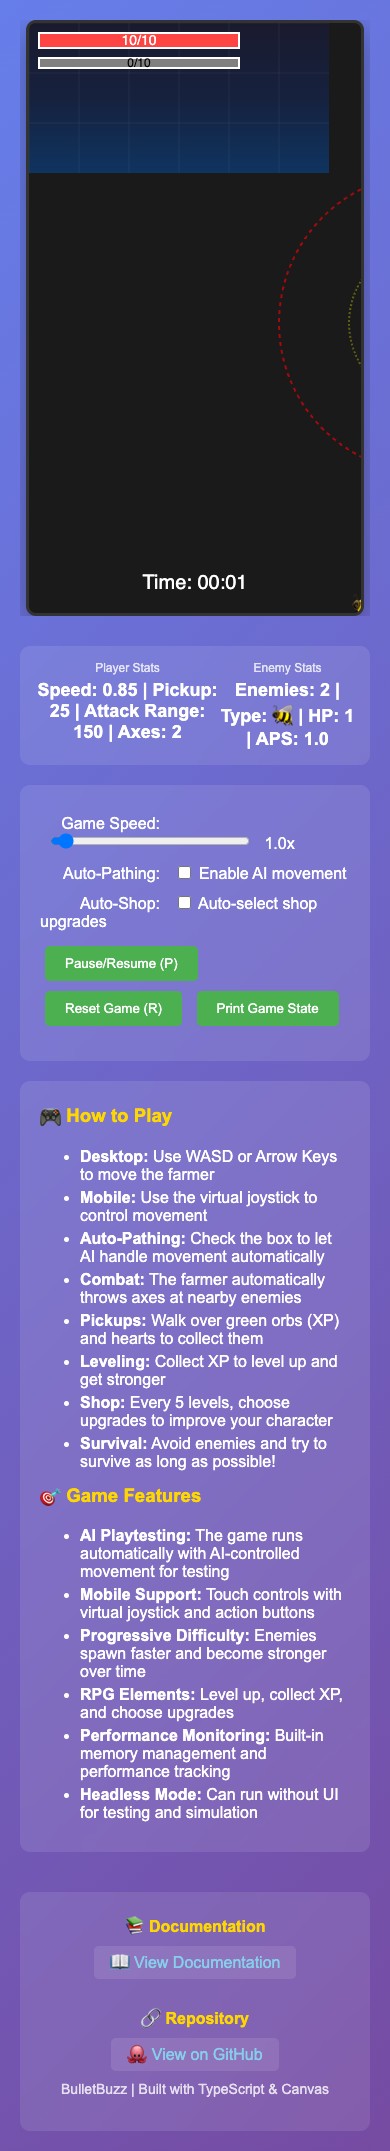 10/10
0/10
Time: 00:01
Player Stats
Speed: 0.85 | Pickup:
25 | Attack Range:
150 | Axes: 2
Enemy Stats
Enemies: 2 |
Type: 🐝 | HP: 1
| APS: 1.0
Game Speed:
1.0x
Auto-Pathing: Enable AI movement
Auto-Shop: Auto-select shop
upgrades
Pause/Resume (P)
Reset Game (R)
Print Game State
🎮 How to Play
• Desktop: Use WASD or Arrow Keys
to move the farmer
• Mobile: Use the virtual joystick to
control movement
• Auto-Pathing: Check the box to let
AI handle movement automatically
• Combat: The farmer automatically
throws axes at nearby enemies
• Pickups: Walk over green orbs (XP)
and hearts to collect them
• Leveling: Collect XP to level up and
get stronger
• Shop: Every 5 levels, choose
upgrades to improve your character
• Survival: Avoid enemies and try to
survive as long as possible!
🎯 Game Features
• AI Playtesting: The game runs
automatically with AI-controlled
movement for testing
• Mobile Support: Touch controls with
virtual joystick and action buttons
• Progressive Difficulty: Enemies
spawn faster and become stronger
over time
• RPG Elements: Level up, collect XP,
and choose upgrades
• Performance Monitoring: Built-in
memory management and
performance tracking
• Headless Mode: Can run without UI
for testing and simulation
📚 Documentation
📖 View Documentation
🔗 Repository
🐙 View on GitHub
BulletBuzz | Built with TypeScript & Canvas